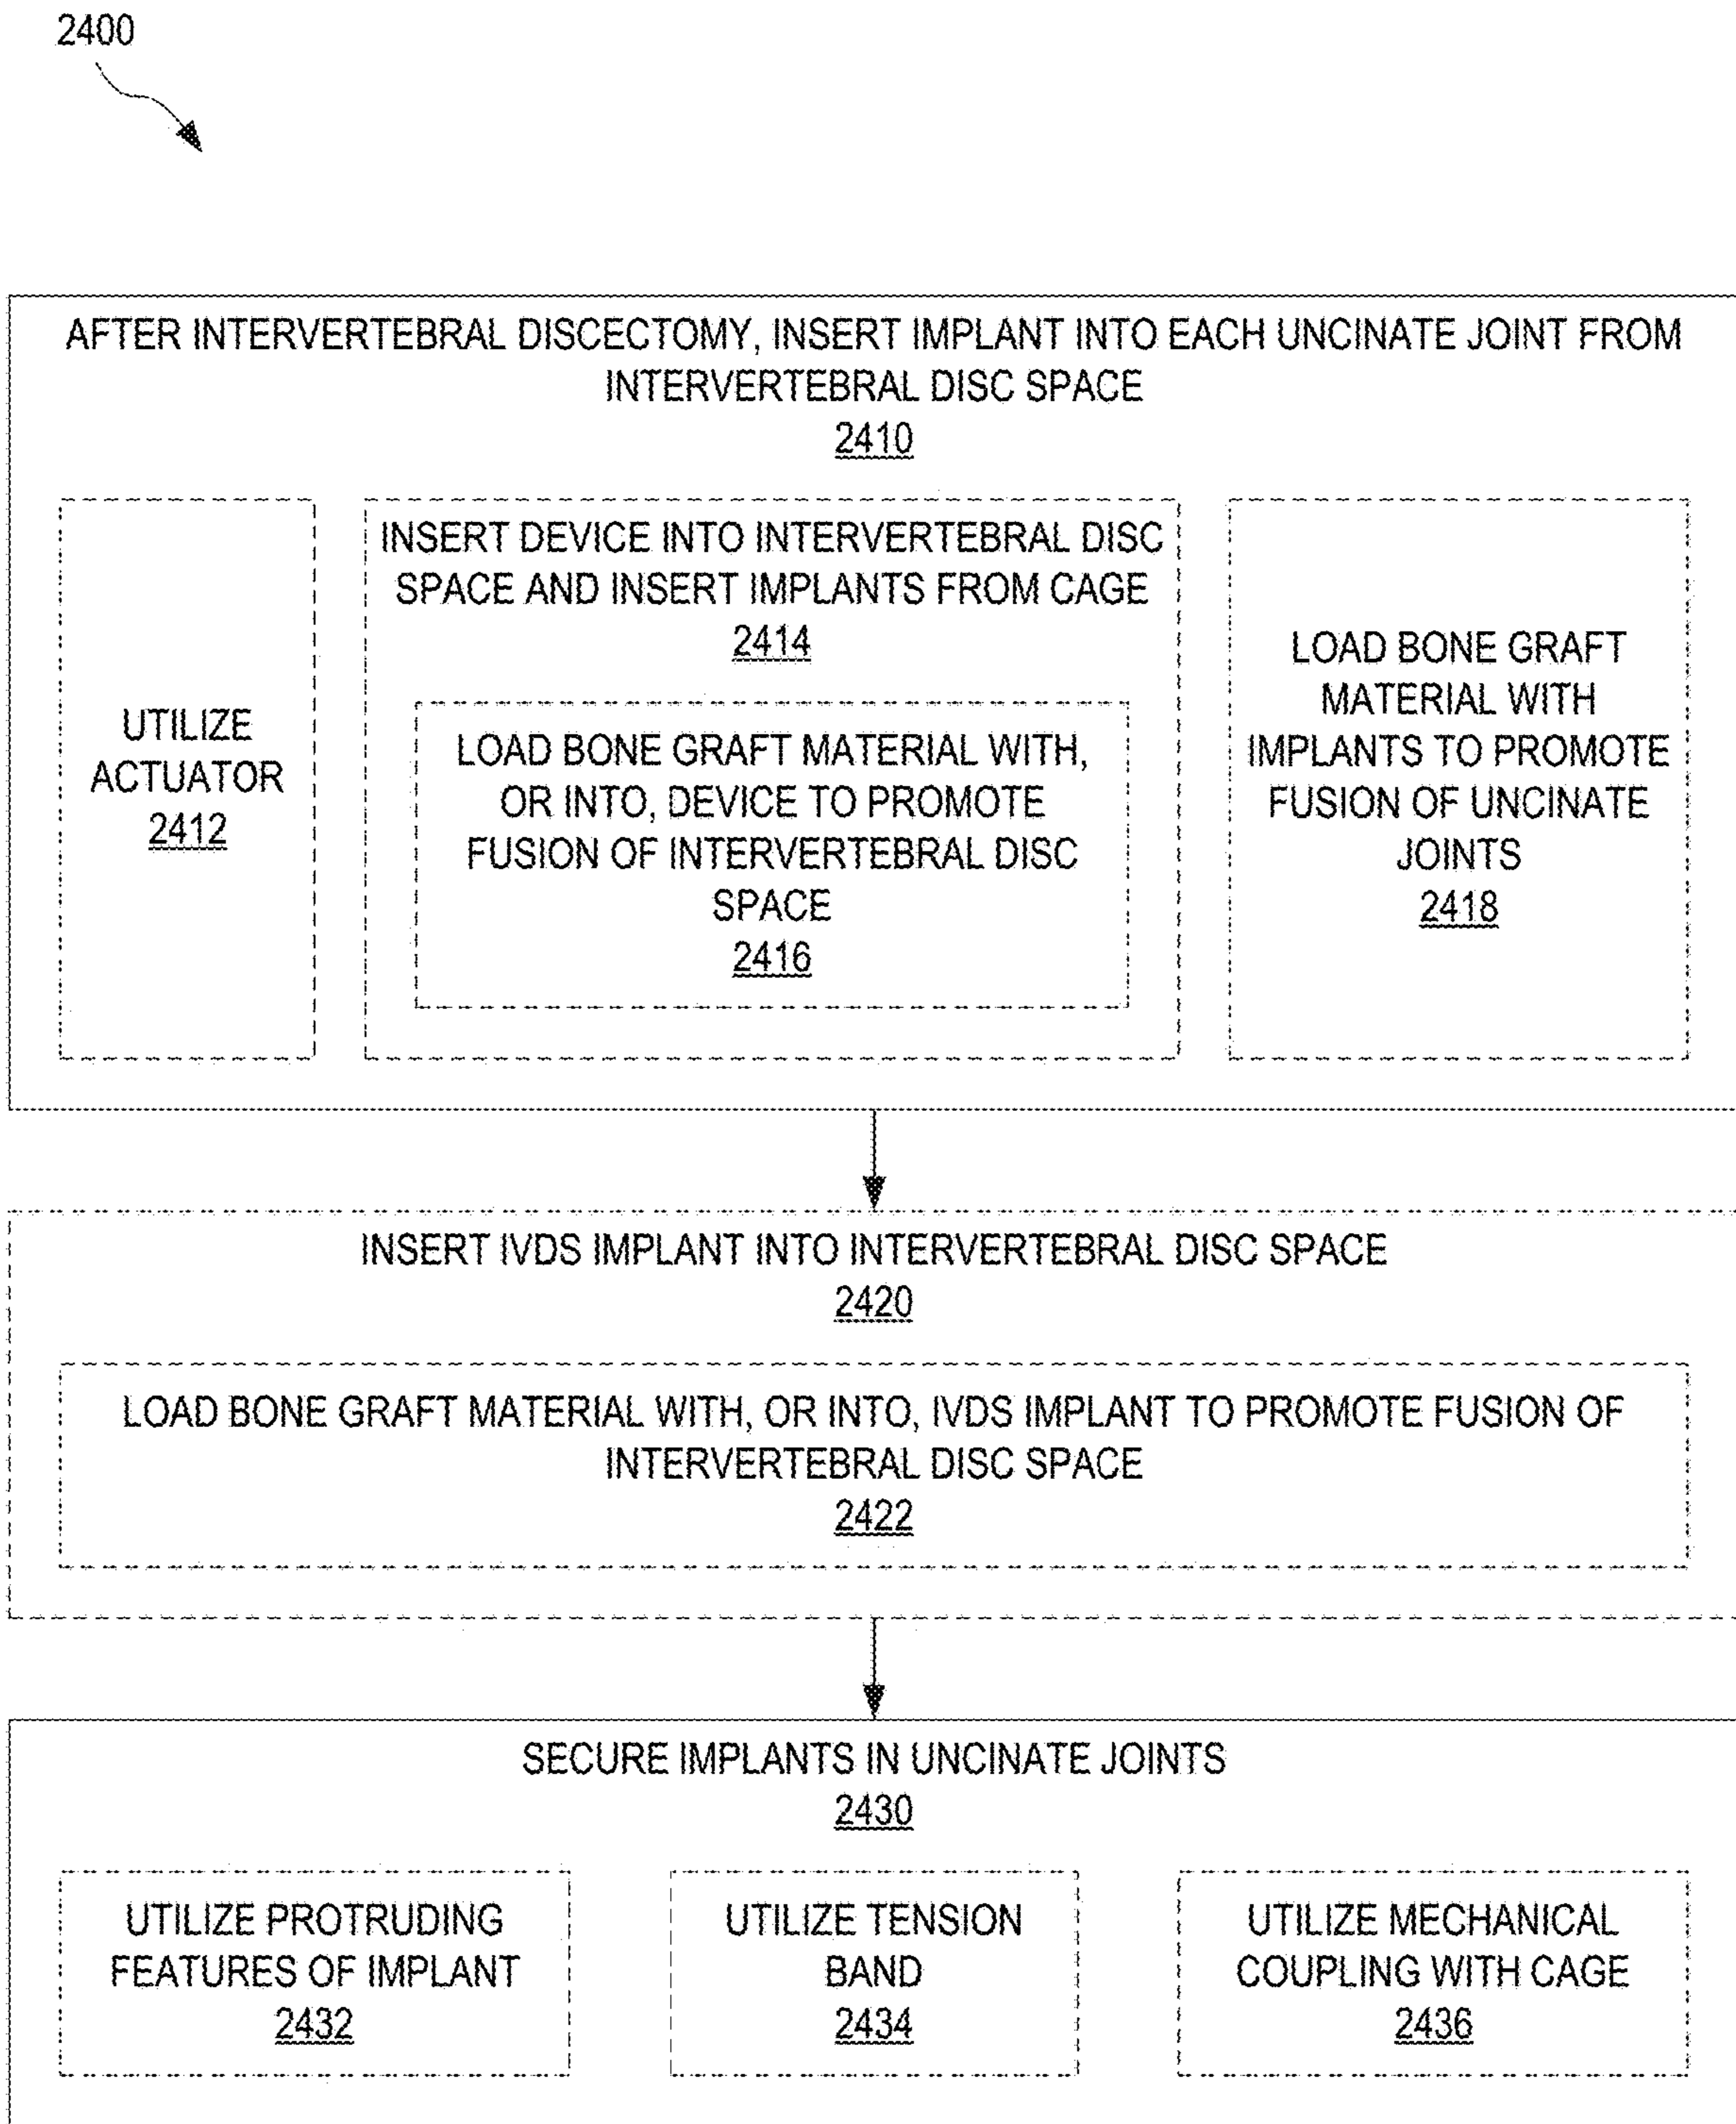 2400
AFTER INTERVERTEBRAL DISCECTOMY, INSERT IMPLANT INTO EACH UNCINATE JOINT FROM
INTERVERTEBRAL DISC SPACE
2410
UTILIZE
ACTUATOR
2412
INSERT DEVICE INTO INTERVERTEBRAL DISC
SPACE AND INSERT IMPLANTS FROM CAGE
2414
LOAD BONE GRAFT MATERIAL WITH,
OR INTO, DEVICE TO PROMOTE
FUSION OF INTERVERTEBRAL DISC
SPACE
2416
LOAD BONE GRAFT
MATERIAL WITH
IMPLANTS TO PROMOTE
FUSION OF UNCINATE
JOINTS
2418
INSERT IVDS IMPLANT INTO INTERVERTEBRAL DISC SPACE
2420
LOAD BONE GRAFT MATERIAL WITH, OR INTO, IVDS IMPLANT TO PROMOTE FUSION OF
INTERVERTEBRAL DISC SPACE
2422
SECURE IMPLANTS IN UNCINATE JOINTS
2430
UTILIZE PROTRUDING
FEATURES OF IMPLANT
2432
UTILIZE TENSION
BAND
2434
UTILIZE MECHANICAL
COUPLING WITH CAGE
2436